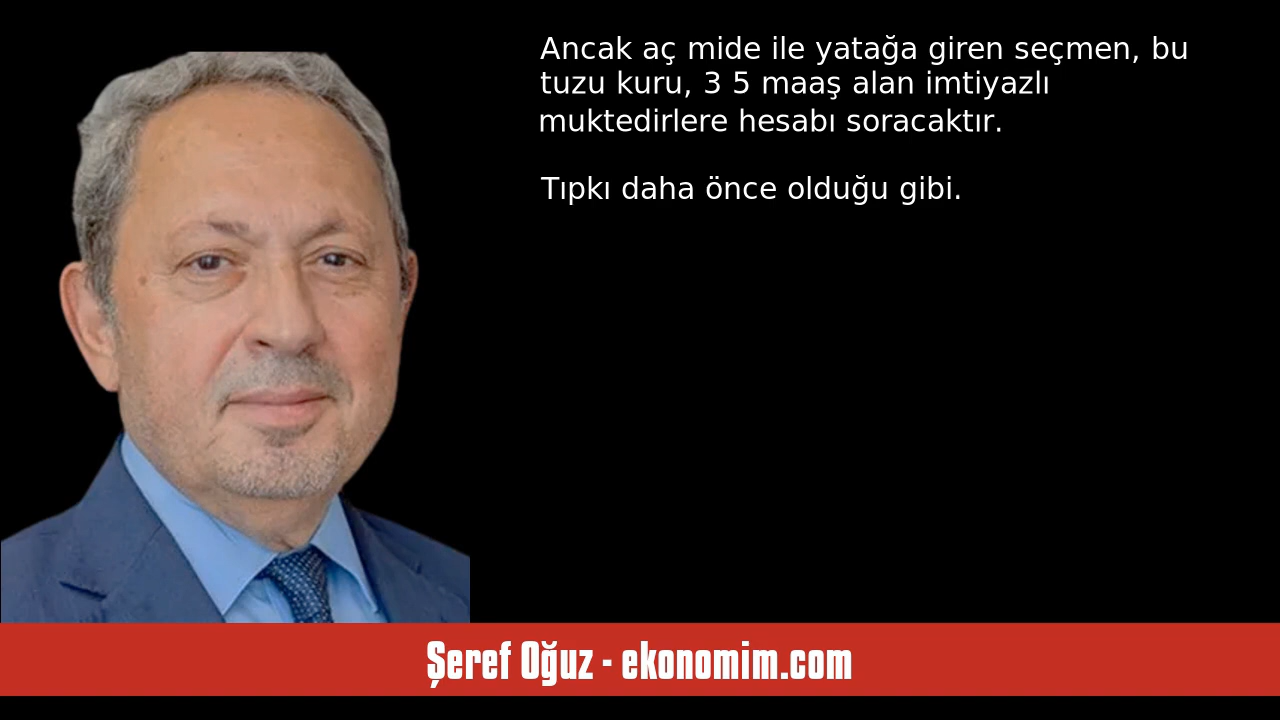 Ancak aç mide ile yatağa giren seçmen, bu
tuzu kuru, 3 5 maaş alan imtiyazlı
muktedirlere hesabı soracaktır.
Tıpkı daha önce olduğu gibi.
Şeref Oğuz - ekonomim.com